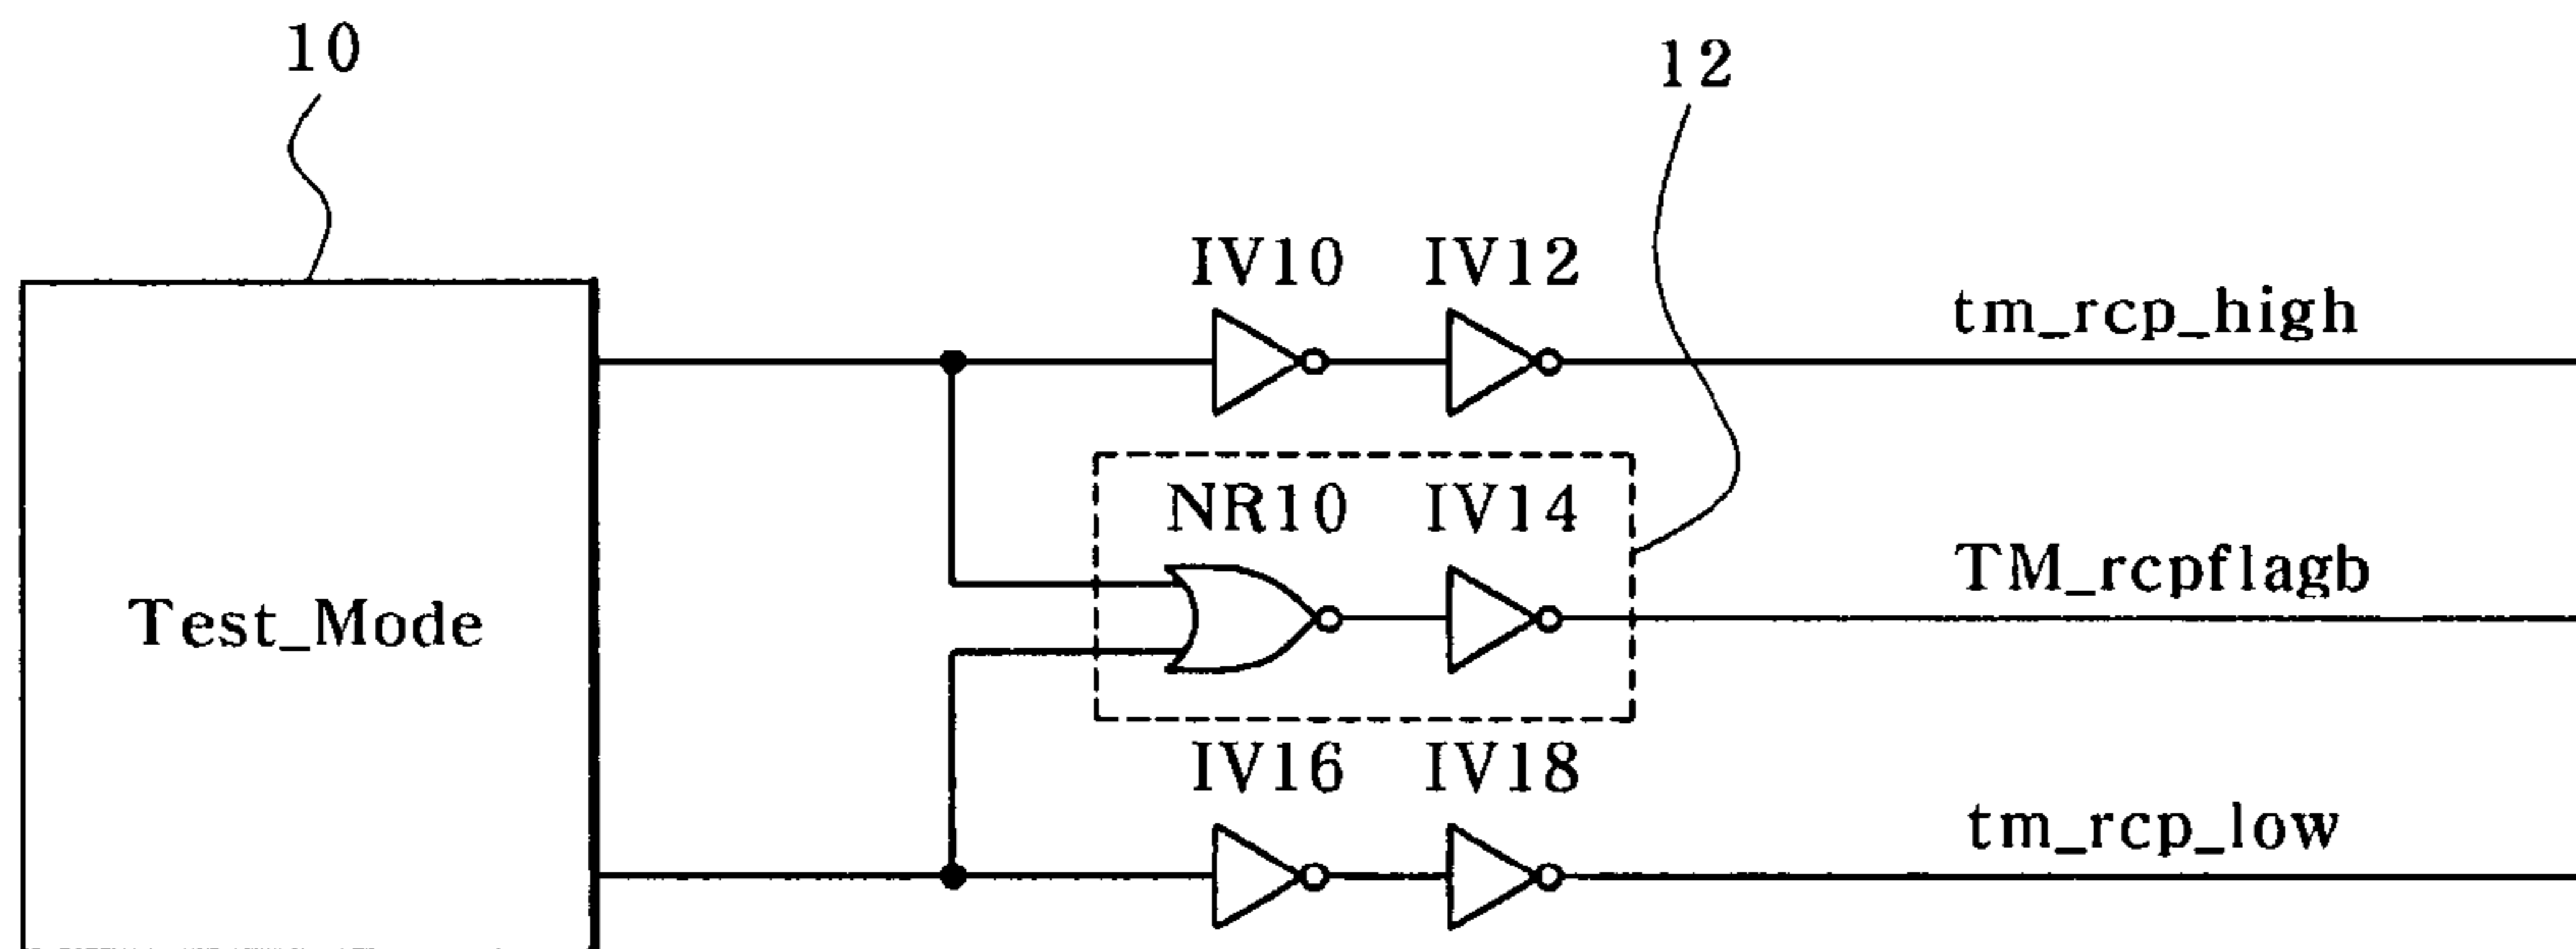 10
12
IV10 IV12
tm_rcp_high
NR10 IV14
TM_rcpflagb
Test_Mode
IV16 IV18
tm_rcp_low